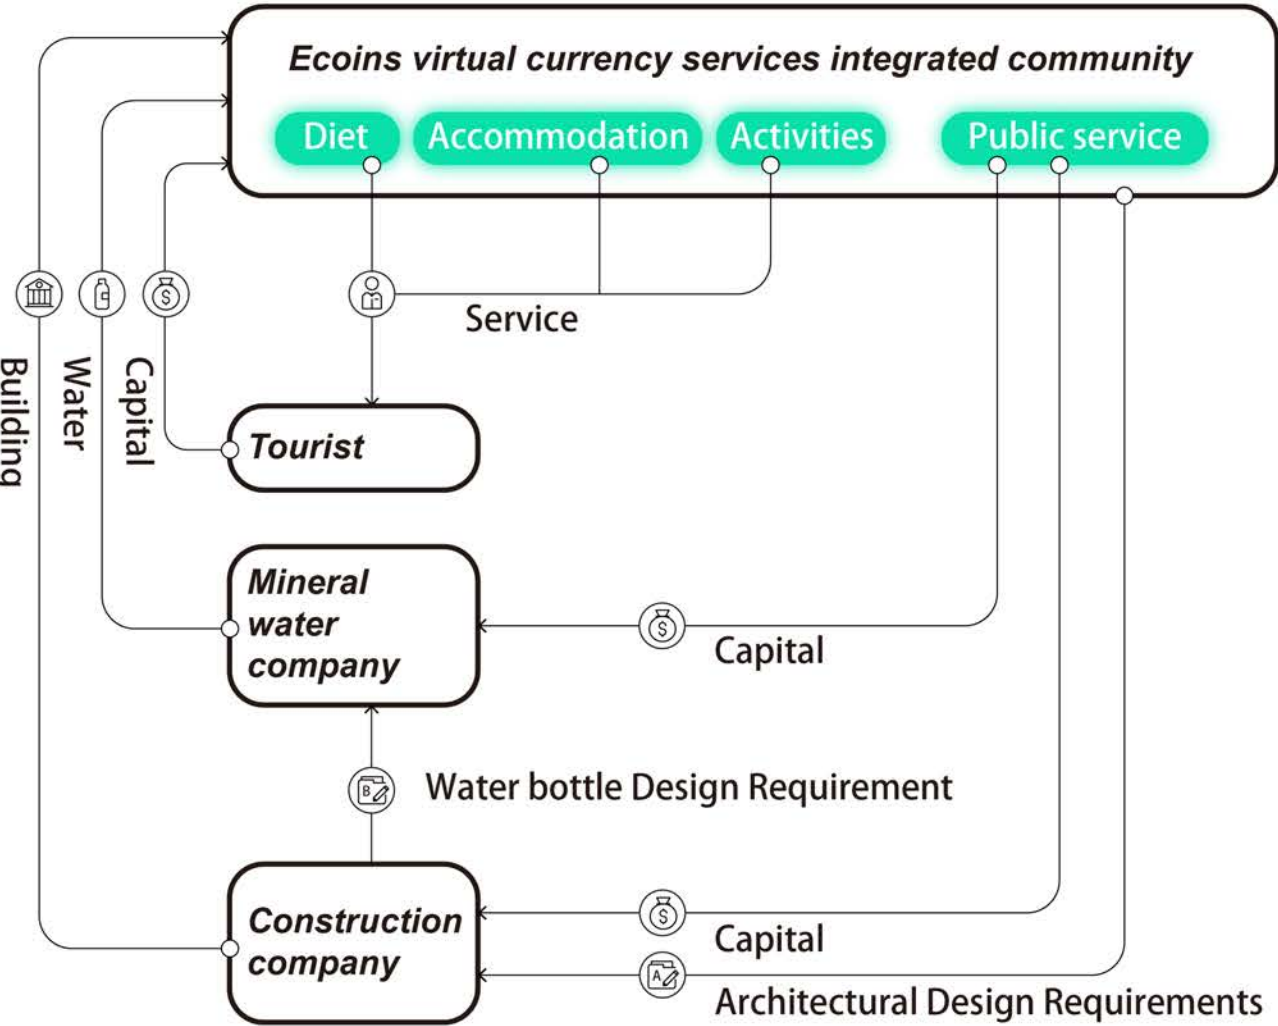 Ecoins virtual currency services integrated community
Diet
Accommodation
Activities
Public service
Service
Building
Water
Capital
$
Tourist
Mineral
water
company
$
Capital
B
Water bottle Design Requirement
Construction
company
$
Capital
A
Architectural Design Requirements